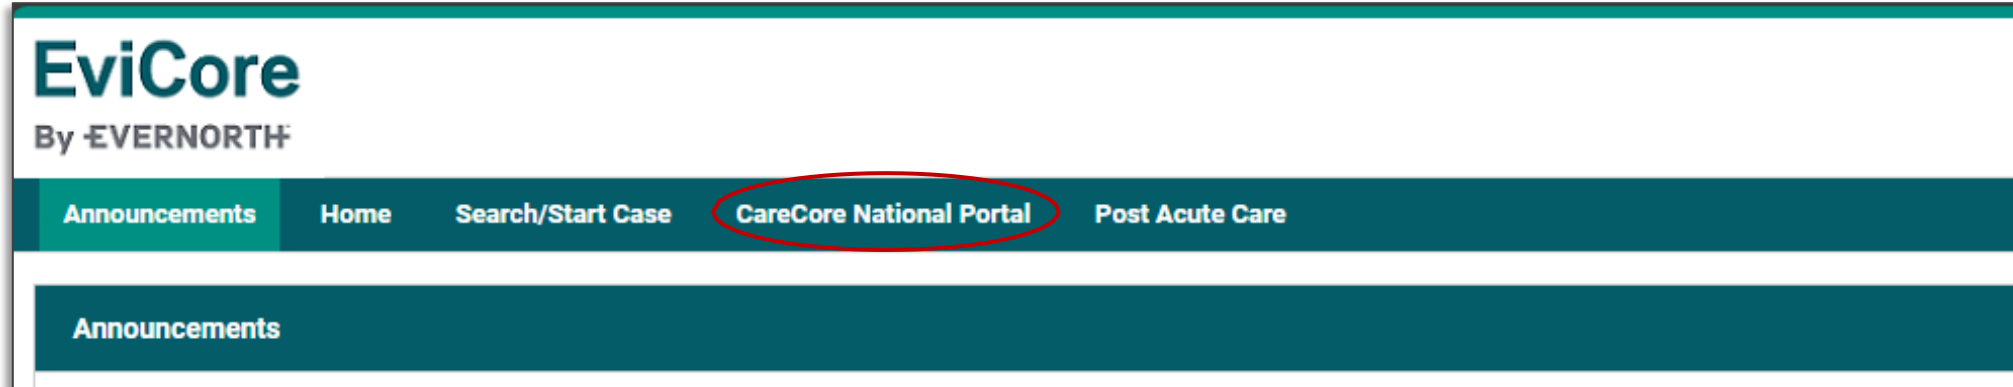 EviCore
By EVERNORTH
Announcements Home Search/Start Case CareCore National Portal Post Acute Care
Announcements